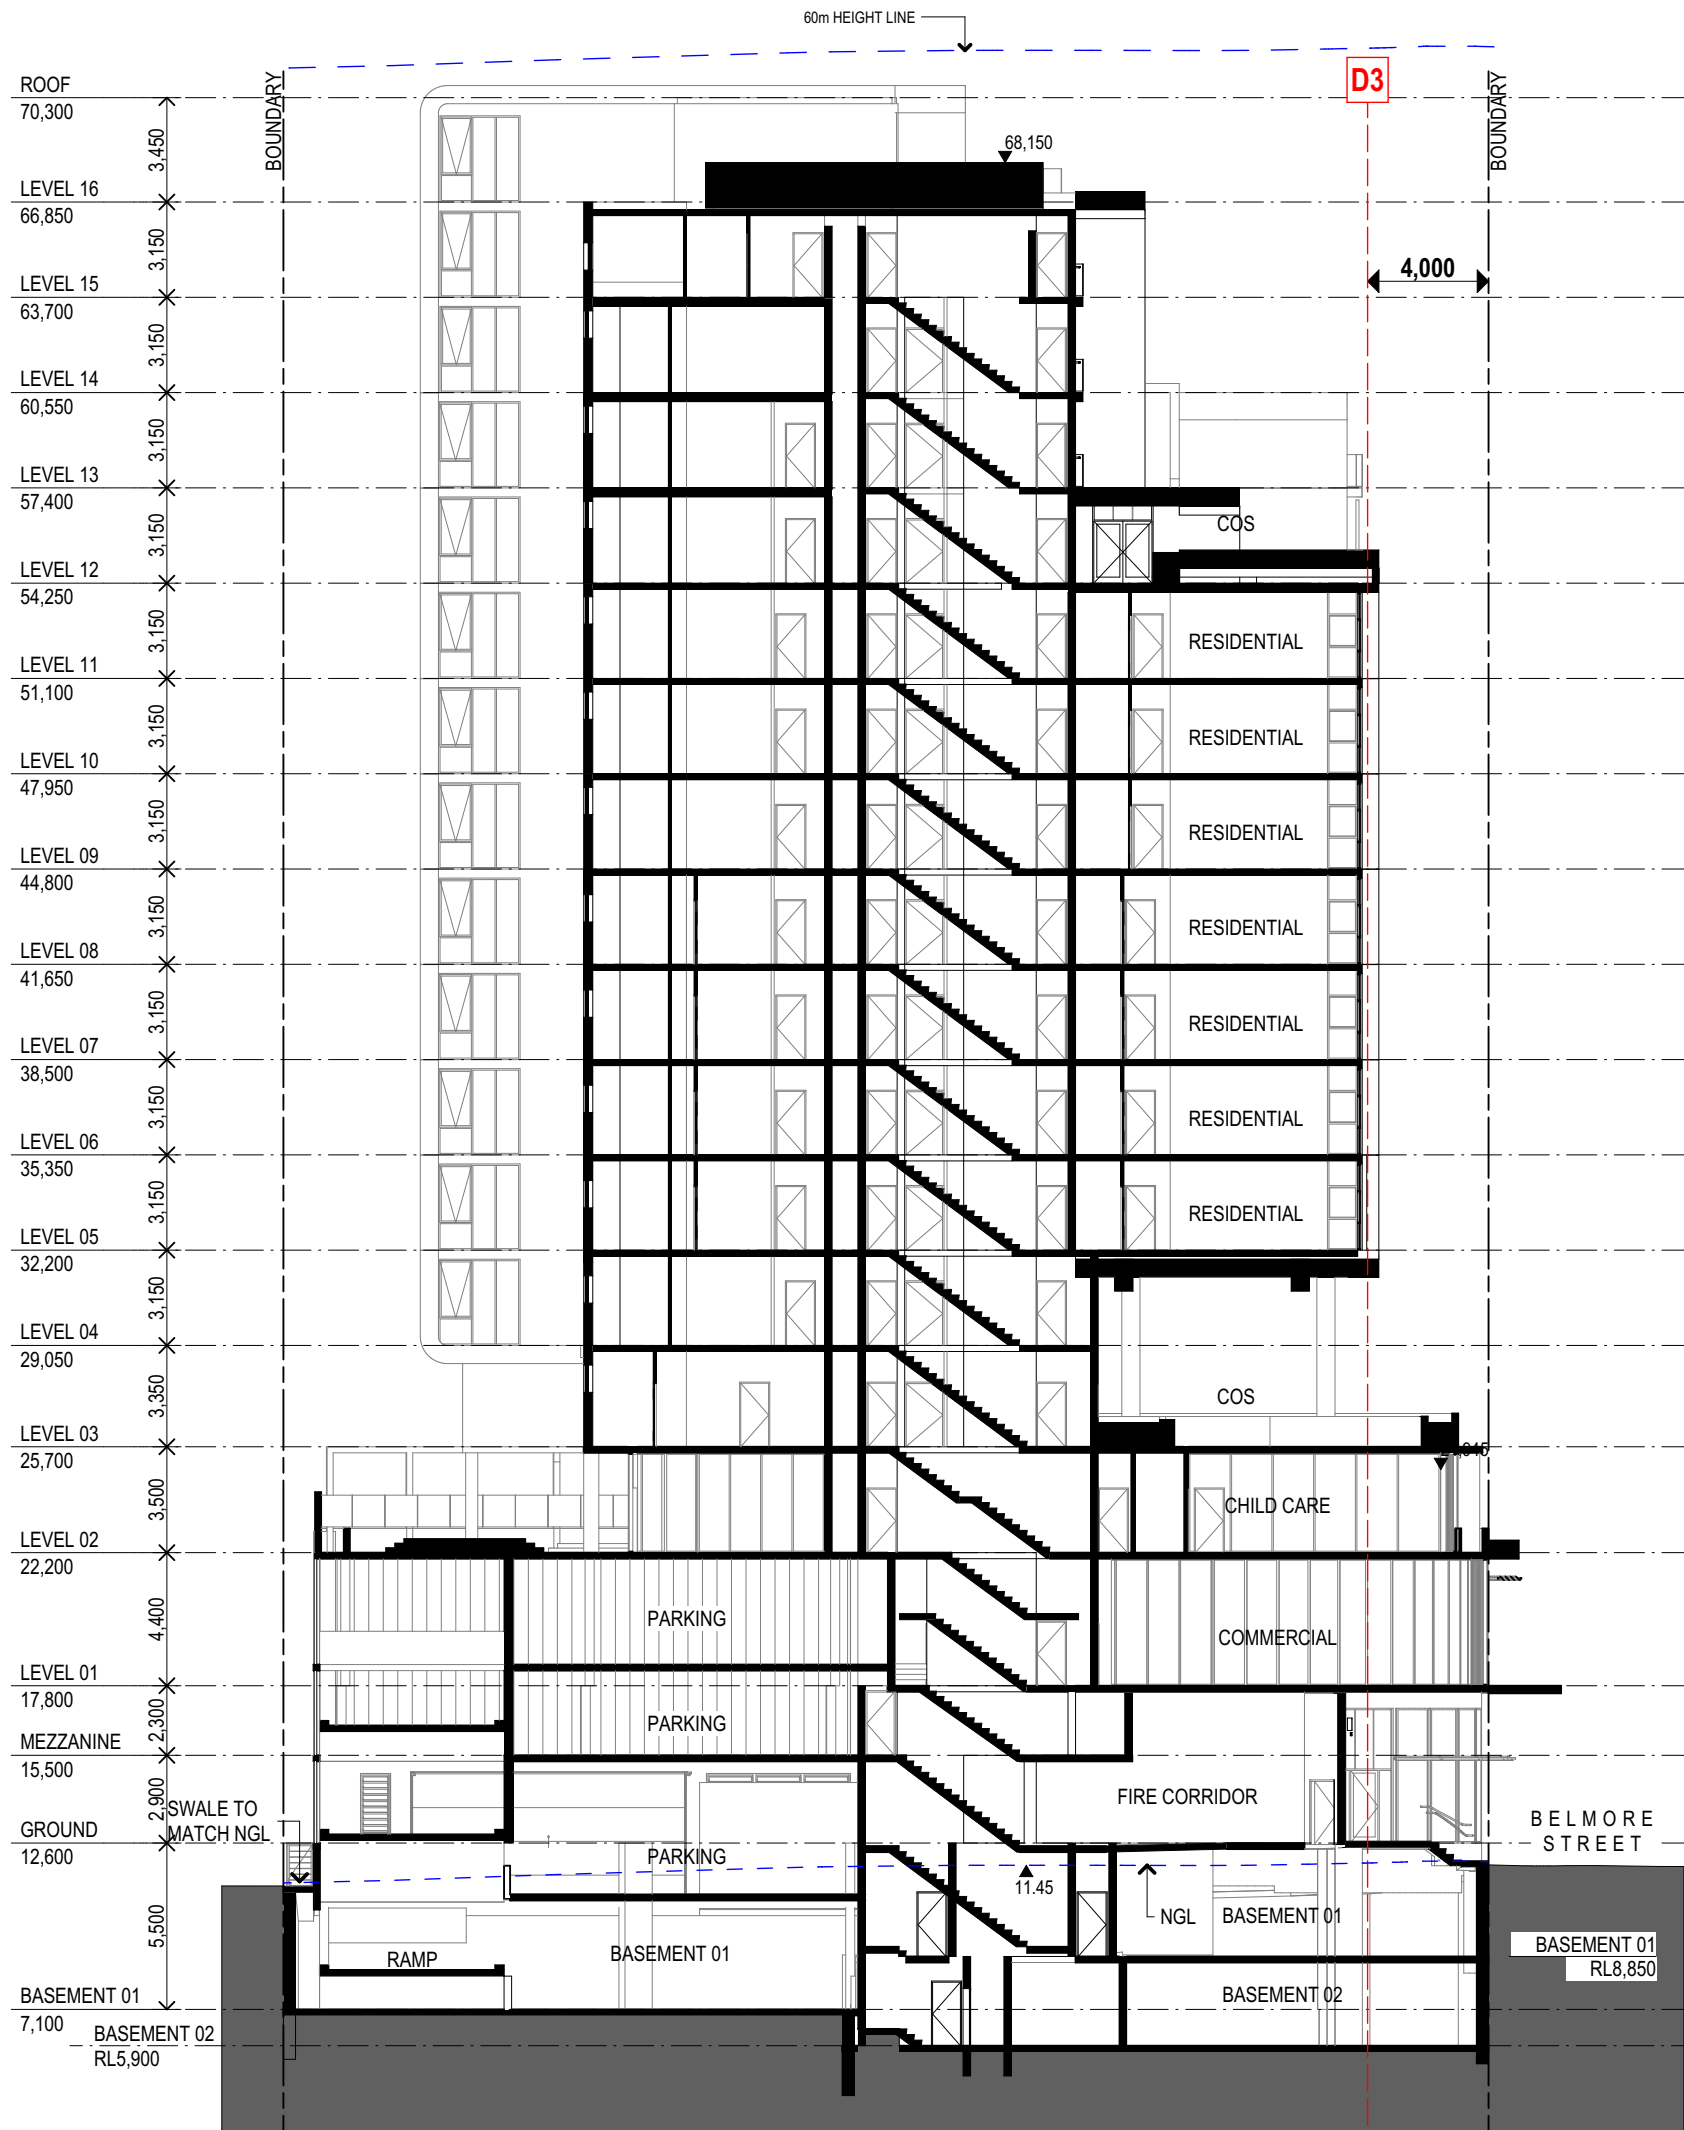 60m HEIGHT LINE
D3
BOUNDARY
BOUNDARY
ROOF
70,300
3,450
68,150
LEVEL 16
66,850
3,150
4,000
LEVEL 15
63,700
3,150
LEVEL 14
60,550
3,150
LEVEL 13
57,400
3,150
COS
LEVEL 12
54,250
3,150
RESIDENTIAL
LEVEL 11
51,100
3,150
RESIDENTIAL
LEVEL 10
47,950
3,150
RESIDENTIAL
LEVEL 09
44,800
3,150
RESIDENTIAL
LEVEL 08
41,650
3,150
RESIDENTIAL
LEVEL 07
38,500
3,150
RESIDENTIAL
LEVEL 06
35,350
3,150
RESIDENTIAL
LEVEL 05
32,200
3,150
LEVEL 04
29,050
3,350
COS
LEVEL 03
25,700
3,500
CHILD CARE
LEVEL 02
22,200
4,400
PARKING
COMMERCIAL
LEVEL 01
17,800
2,300
PARKING
MEZZANINE
15,500
2,900
FIRE CORRIDOR
SWALE TO
MATCH NGL
BELMORE
STREET
GROUND
12,600
PARKING
11.45
NGL
5,500
RAMP
BASEMENT 01
BASEMENT 01
BASEMENT 01
RL8,850
BASEMENT 02
BASEMENT 01
7,100
BASEMENT 02
RL5,900